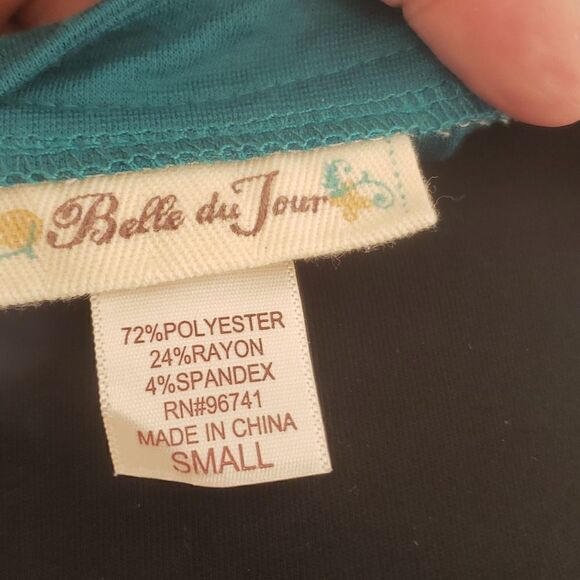 Belle du Jour
72%POLYESTER
24%RAYON
4%SPANDEX
RN#96741
MADE IN CHINA
SMALL